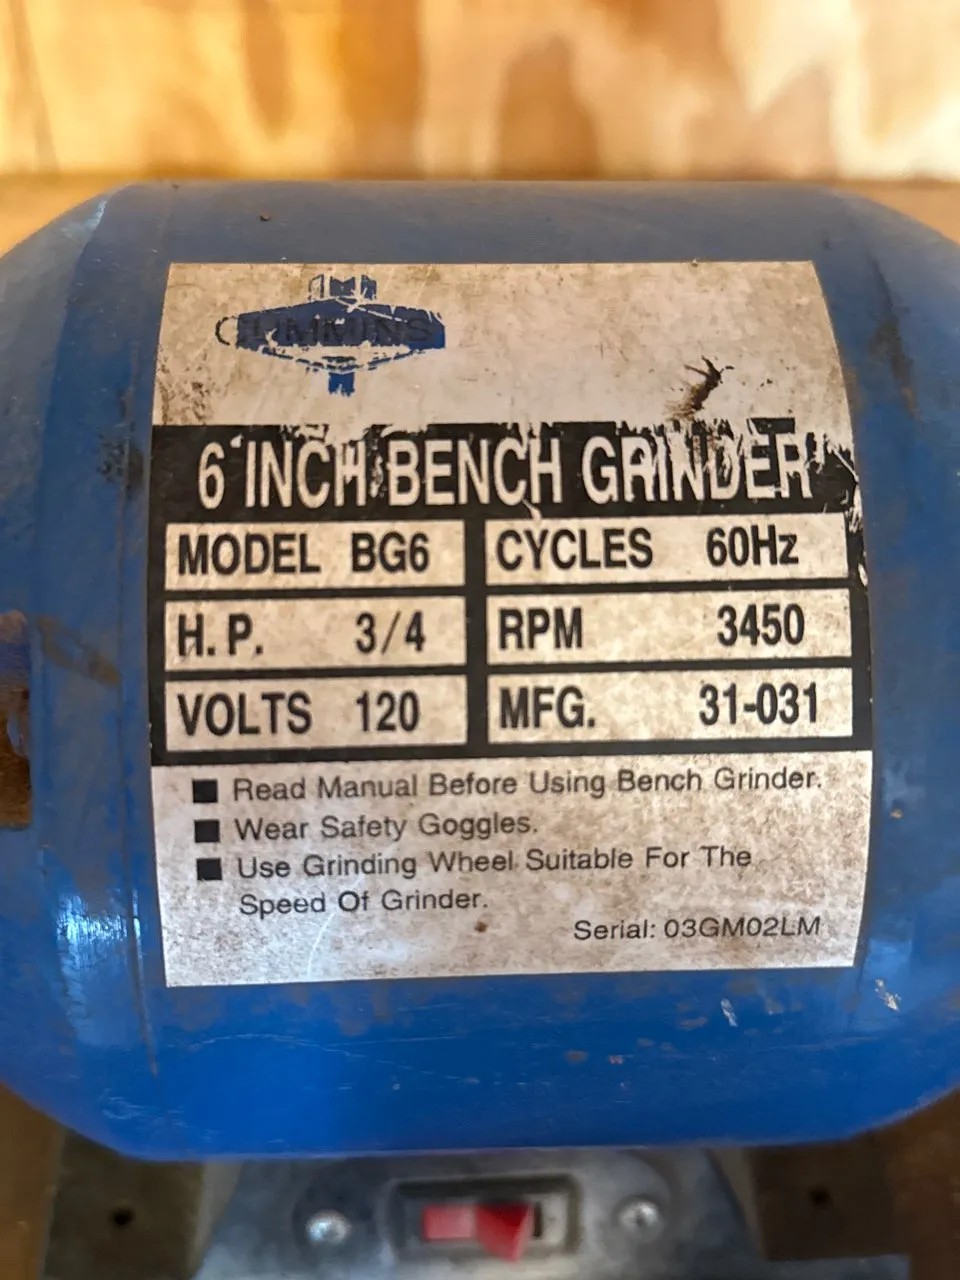 CUMMINS
6 INCH BENCH GRINDER
MODEL BG6
CYCLES 60Hz
H.P. 3/4
RPM 3450
VOLTS 120
MFG. 31-031
■ Read Manual Before Using Bench Grinder.
■ Wear Safety Goggles.
■ Use Grinding Wheel Suitable For The
Speed Of Grinder.
Serial: 03GM02LM